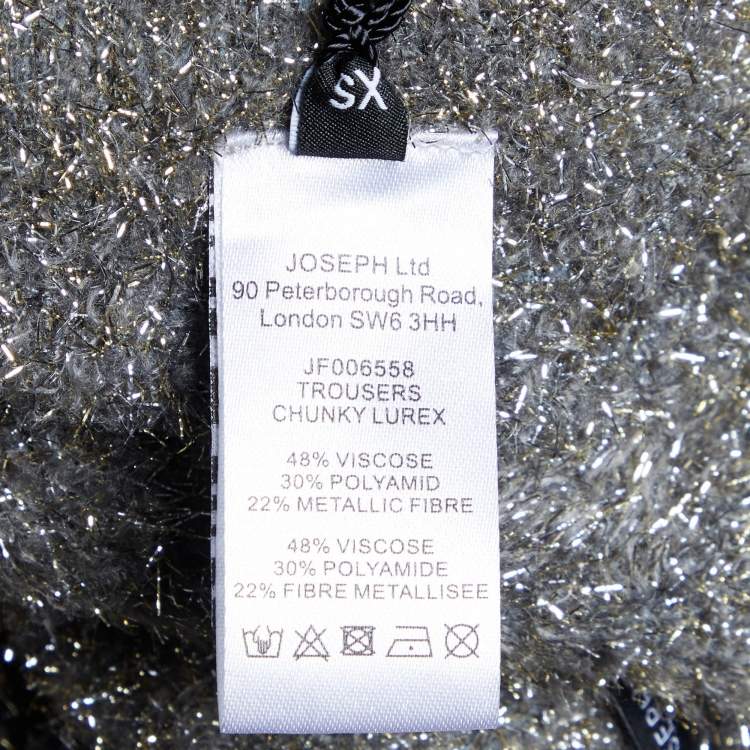 XS
JOSEPH Ltd
90 Peterborough Road,
London SW6 3HH
JF006558
TROUSERS
CHUNKY LUREX
48% VISCOSE
30% POLYAMID
22% METALLIC FIBRE
48% VISCOSE
30% POLYAMIDE
22% FIBRE METALLISEE